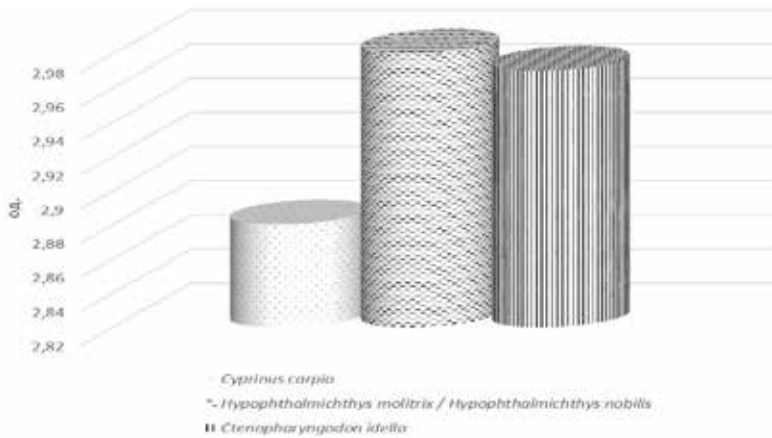 2,98
2,96
2,94
2,92
2,9
2,88
2,86
2,84
2,82
од.
Cyprinus carpio
Hypophthalmichthys molitrix / Hypophthalmichthys nobilis
Ctenopharyngodon idella